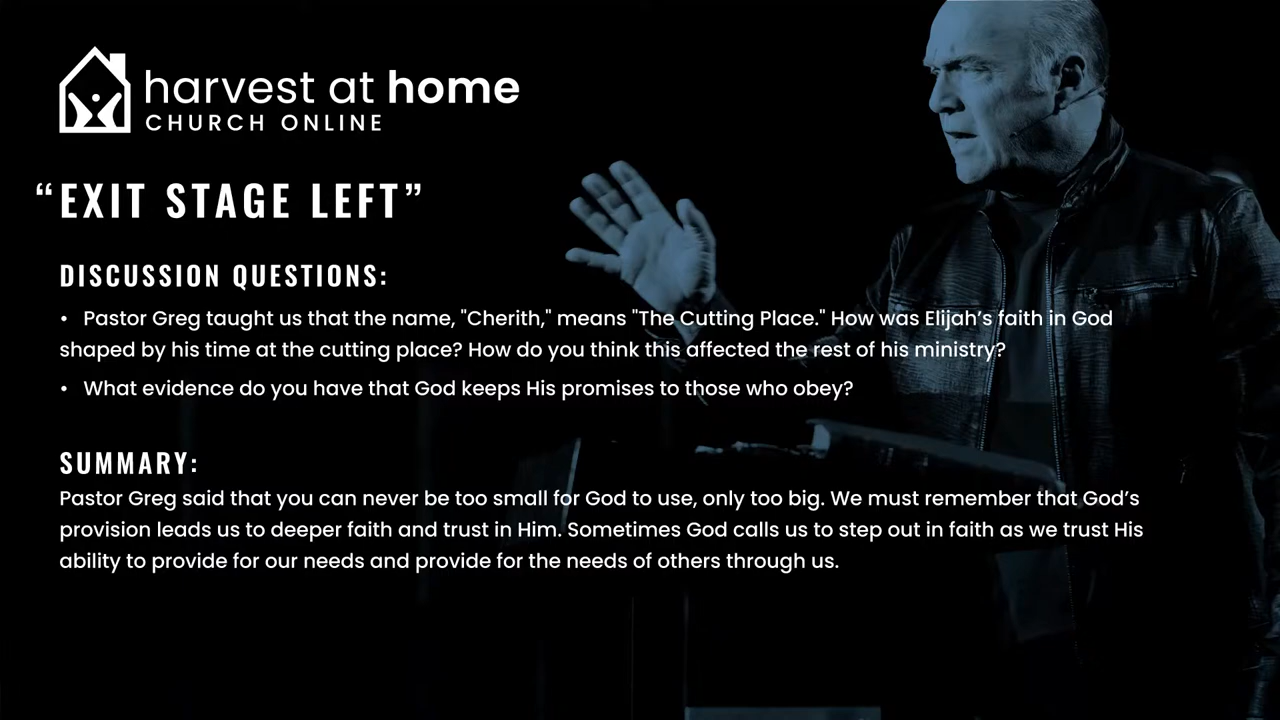 harvest at home
CHURCH ONLINE
“EXIT STAGE LEFT”
DISCUSSION QUESTIONS:
• Pastor Greg taught us that the name, "Cherith," means "The Cutting Place." How was Elijah’s faith in God
shaped by his time at the cutting place? How do you think this affected the rest of his ministry?
• What evidence do you have that God keeps His promises to those who obey?
SUMMARY:
Pastor Greg said that you can never be too small for God to use, only too big. We must remember that God’s
provision leads us to deeper faith and trust in Him. Sometimes God calls us to step out in faith as we trust His
ability to provide for our needs and provide for the needs of others through us.